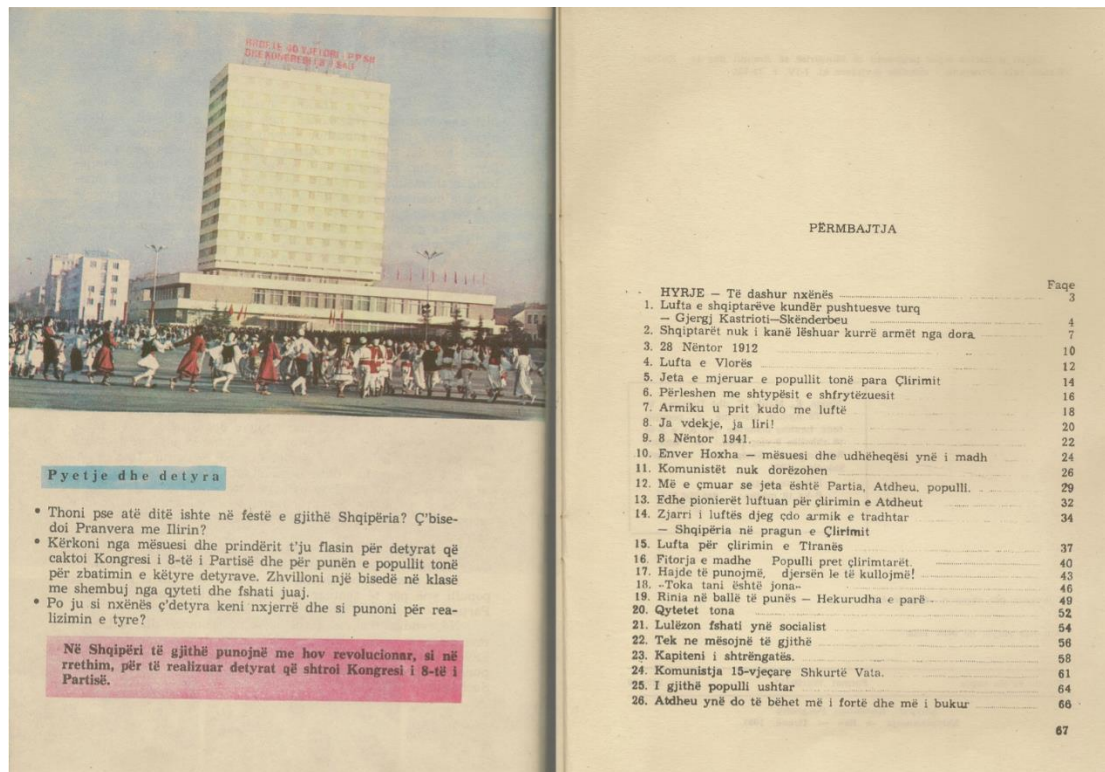 RROFTË 40 VJETORI I PPSH
DHE KONGRESI I 8 I SAJ
Pyetje dhe detyra
• Thoni pse atë ditë ishte në festë e gjithë Shqipëria? Ç'bise-
doi Pranvera me Ilirin?
• Kërkoni nga mësuesi dhe prindërit t'ju flasin për detyrat që
caktoi Kongresi i 8-të i Partisë dhe për punën e popullit tonë
për zbatimin e këtyre detyrave. Zhvilloni një bisedë në klasë
me shembuj nga qyteti dhe fshati juaj.
• Po ju si nxënës ç'detyra keni nxjerrë dhe si punoni për rea-
lizimin e tyre?
Në Shqipëri të gjithë punojnë me hov revolucionar, si në
rrethim, për të realizuar detyrat që shtroi Kongresi i 8-të i
Partisë.
PËRMBAJTJA
Faqe
HYRJE — Të dashur nxënës 3
1. Lufta e shqiptarëve kundër pushtuesve turq
— Gjergj Kastrioti—Skënderbeu 4
2. Shqiptarët nuk i kanë lëshuar kurrë armët nga dora. 7
3. 28 Nëntor 1912 10
4. Lufta e Vlorës 12
5. Jeta e mjeruar e popullit tonë para Çlirimit 14
6. Përleshen me shtypësit e shfrytëzuesit 16
7. Armiku u prit kudo me luftë 18
8. Ja vdekje, ja liri! 20
9. 8 Nëntor 1941. 22
10. Enver Hoxha — mësuesi dhe udhëheqësi ynë i madh 24
11. Komunistët nuk dorëzohen 26
12. Më e çmuar se jeta është Partia, Atdheu, populli. 29
13. Edhe pionierët luftuan për çlirimin e Atdheut 32
14. Zjarri i luftës djeg çdo armik e tradhtar 34
— Shqipëria në pragun e Çlirimit
15. Lufta për çlirimin e Tiranës 37
16. Fitorja e madhe Populli pret çlirimtarët. 40
17. Hajde të punojmë, djersën le të kullojmë! 43
18. «Toka tani është jona» 46
19. Rinia në ballë të punës — Hekurudha e parë 49
20. Qytetet tona 52
21. Lulëzon fshati ynë socialist 54
22. Tek ne mësojnë të gjithë 56
23. Kapiteni i shtrëngatës. 58
24. Komunistja 15-vjeçare Shkurtë Vata. 61
25. I gjithë populli ushtar 64
26. Atdheu ynë do të bëhet më i fortë dhe më i bukur 66
67